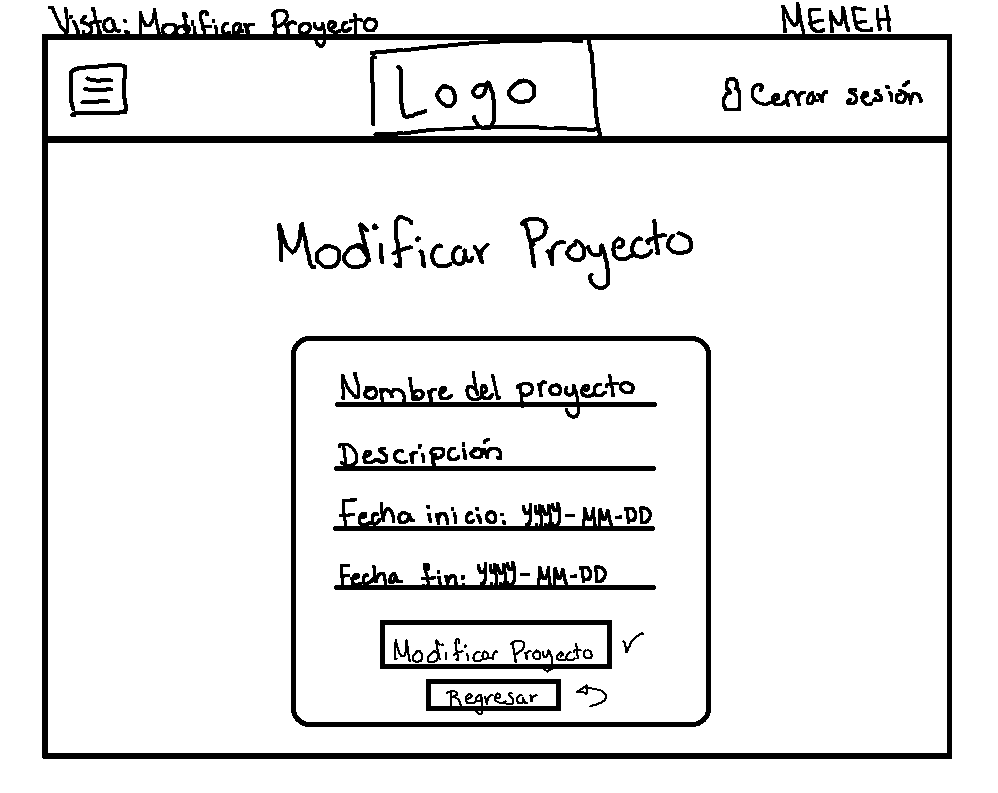 Vista: Modificar Proyecto
MEMEH
Logo
Cerrar sesión
Modificar Proyecto
Nombre del proyecto
Descripción
Fecha inicio: YYYY-MM-DD
Fecha fin: YYYY-MM-DD
Modificar Proyecto
Regresar